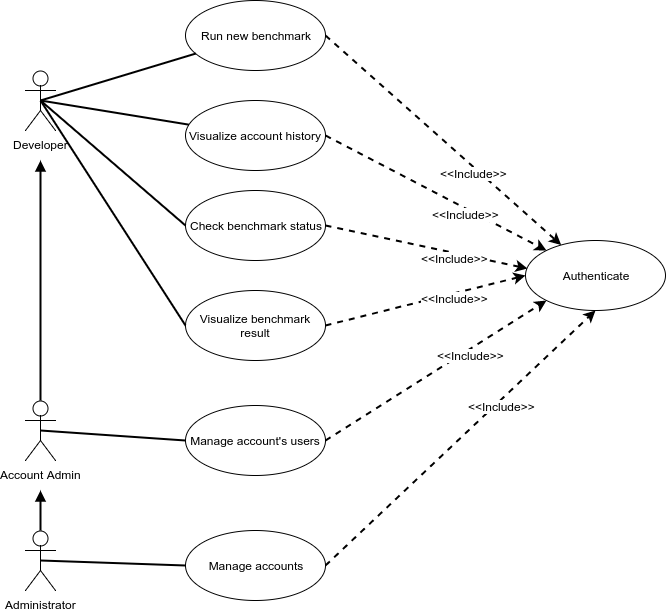 Run new benchmark
Developer
Visualize account history
<<Include>>
<<Include>>
Check benchmark status
<<Include>>
Authenticate
<<Include>>
Visualize benchmark
result
<<Include>>
<<Include>>
Manage account's users
Account Admin
Manage accounts
Administrator